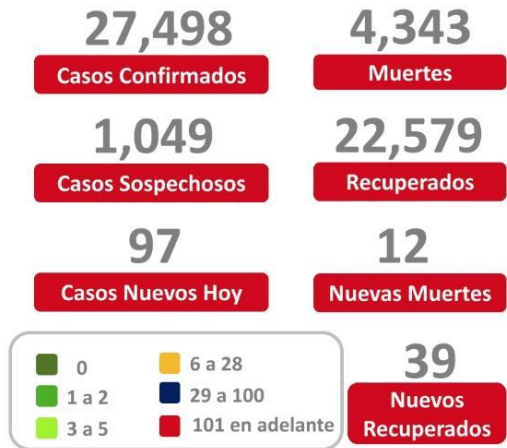 27,498
Casos Confirmados
4,343
Muertes
1,049
Casos Sospechosos
22,579
Recuperados
97
Casos Nuevos Hoy
12
Nuevas Muertes
0
1 a 2
3 a 5
6 a 28
29 a 100
101 en adelante
39
Nuevos
Recuperados